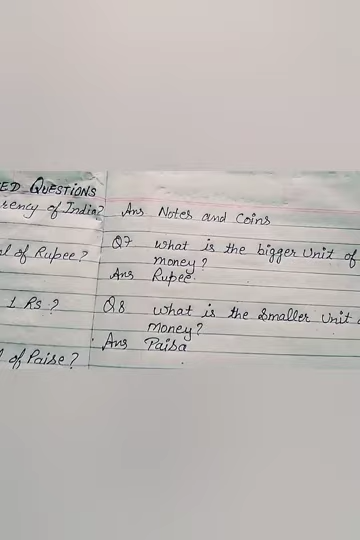 ED QUESTIONS
rency of India?
of Rupee?
1 Rs ?
of Paise?
Ans Notes and Coins
Q7 what is the bigger unit of
money?
Ans Rupee.
Q8 what is the smaller unit
money?
Ans Paisa